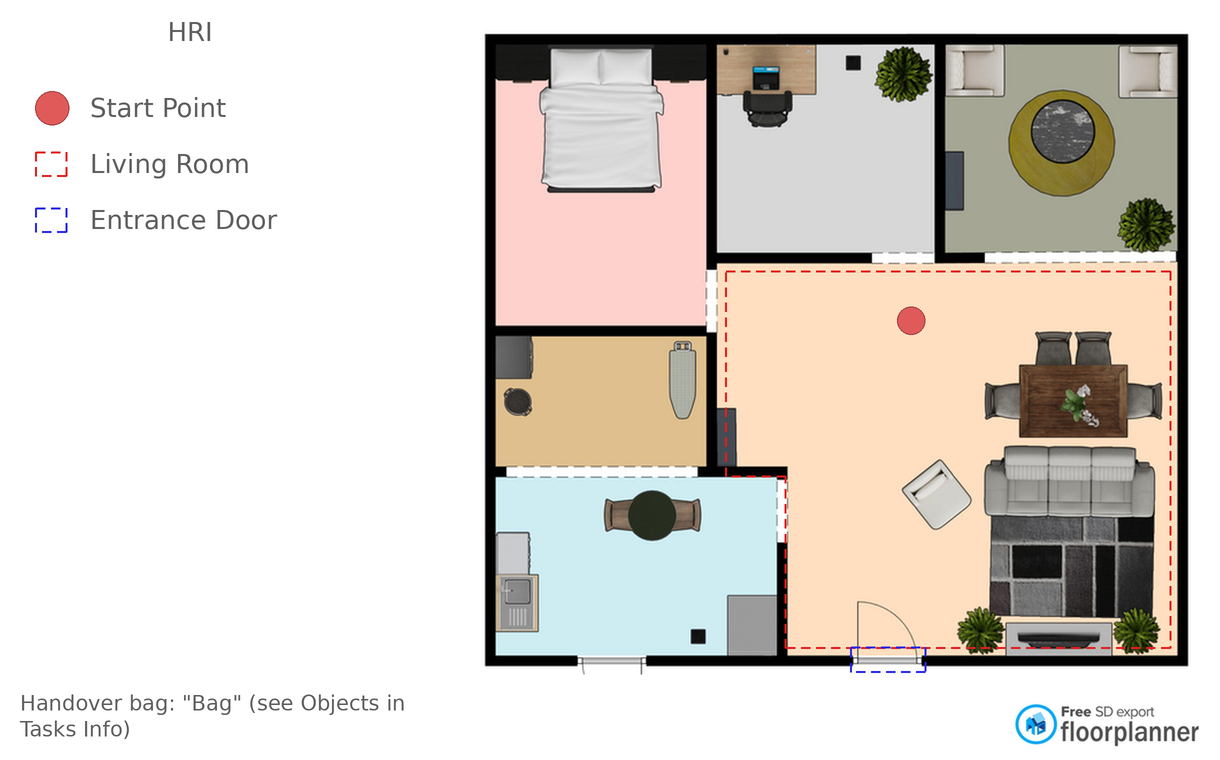 HRI
Start Point
Living Room
Entrance Door
Handover bag: "Bag" (see Objects in
Tasks Info)
Free SD export
floorplanner